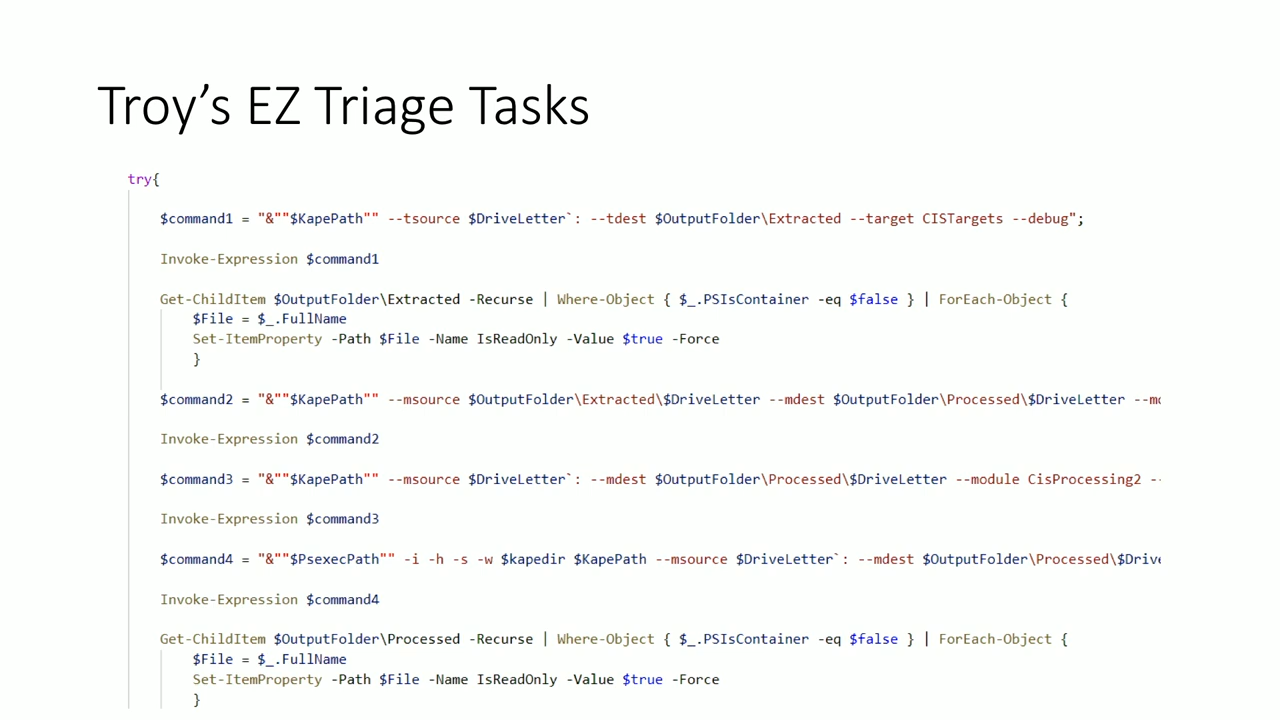 Troy’s EZ Triage Tasks
try{
$command1 = "&""$KapePath"" --tsource $DriveLetter`: --tdest $OutputFolder\Extracted --target CISTargets --debug";
Invoke-Expression $command1
Get-ChildItem $OutputFolder\Extracted -Recurse | Where-Object { $_.PSIsContainer -eq $false } | ForEach-Object {
$File = $_.FullName
Set-ItemProperty -Path $File -Name IsReadOnly -Value $true -Force
}
$command2 = "&""$KapePath"" --msource $OutputFolder\Extracted\$DriveLetter --mdest $OutputFolder\Processed\$DriveLetter --mo
Invoke-Expression $command2
$command3 = "&""$KapePath"" --msource $DriveLetter`: --mdest $OutputFolder\Processed\$DriveLetter --module CisProcessing2 --
Invoke-Expression $command3
$command4 = "&""$PsexecPath"" -i -h -s -w $kapedir $KapePath --msource $DriveLetter`: --mdest $OutputFolder\Processed\$Drive
Invoke-Expression $command4
Get-ChildItem $OutputFolder\Processed -Recurse | Where-Object { $_.PSIsContainer -eq $false } | ForEach-Object {
$File = $_.FullName
Set-ItemProperty -Path $File -Name IsReadOnly -Value $true -Force
}